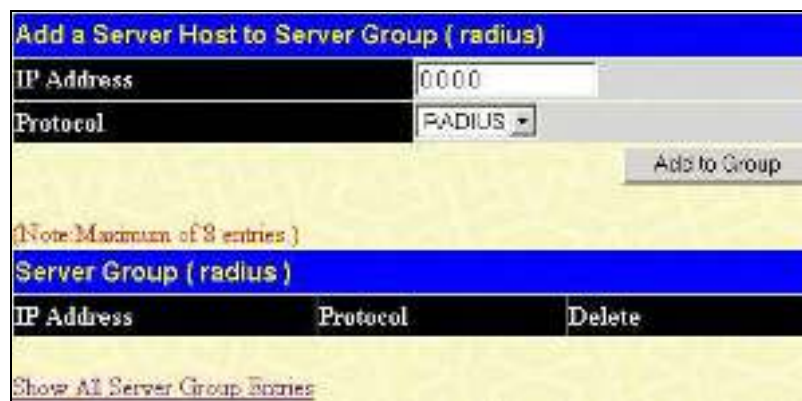 Add a Server Host to Server Group ( radius)
IP Address 0.0.0.0
Protocol RADIUS
Add to Group
(Note:Maximum of 8 entries.)
Server Group ( radius )
IP Address Protocol Delete
Show All Server Group Entries